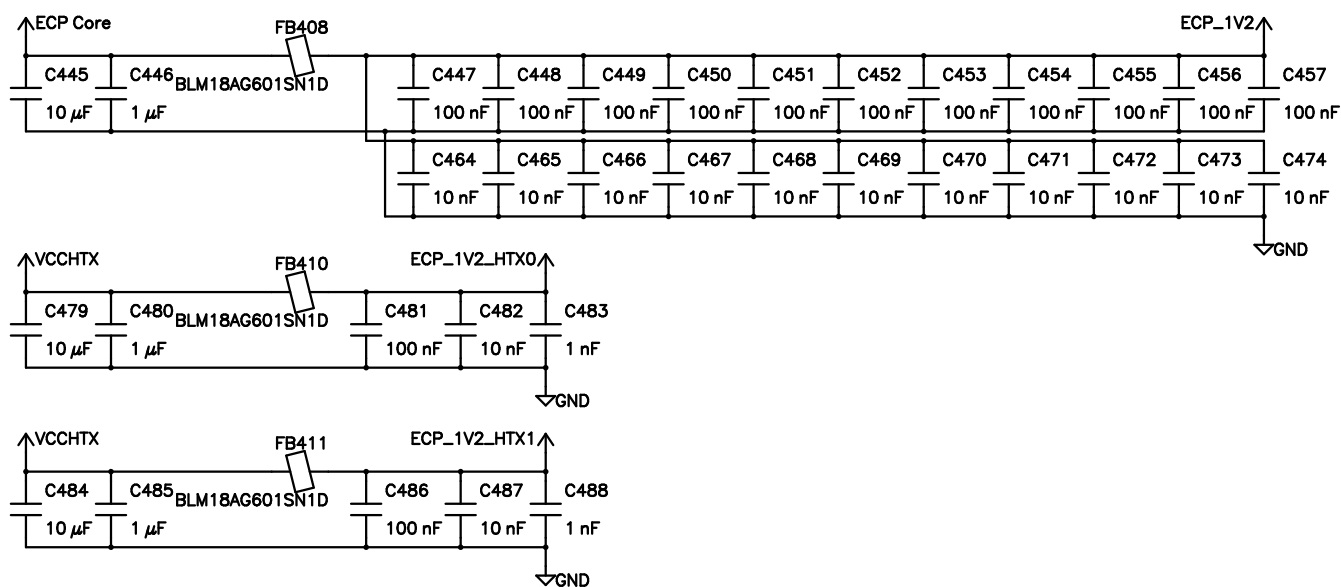 ECP Core FB408 ECP_1V2
C445 C446 C447 C448 C449 C450 C451 C452 C453 C454 C455 C456 C457
BLM18AG601SN1D
10 µF 1 µF 100 nF 100 nF 100 nF 100 nF 100 nF 100 nF 100 nF 100 nF 100 nF 100 nF 100 nF
C464 C465 C466 C467 C468 C469 C470 C471 C472 C473 C474
10 nF 10 nF 10 nF 10 nF 10 nF 10 nF 10 nF 10 nF 10 nF 10 nF 10 nF
GND
VCCHTX FB410 ECP_1V2_HTX0
C479 C480 BLM18AG601SN1D C481 C482 C483
10 µF 1 µF 100 nF 10 nF 1 nF
GND
VCCHTX FB411 ECP_1V2_HTX1
C484 C485 BLM18AG601SN1D C486 C487 C488
10 µF 1 µF 100 nF 10 nF 1 nF
GND